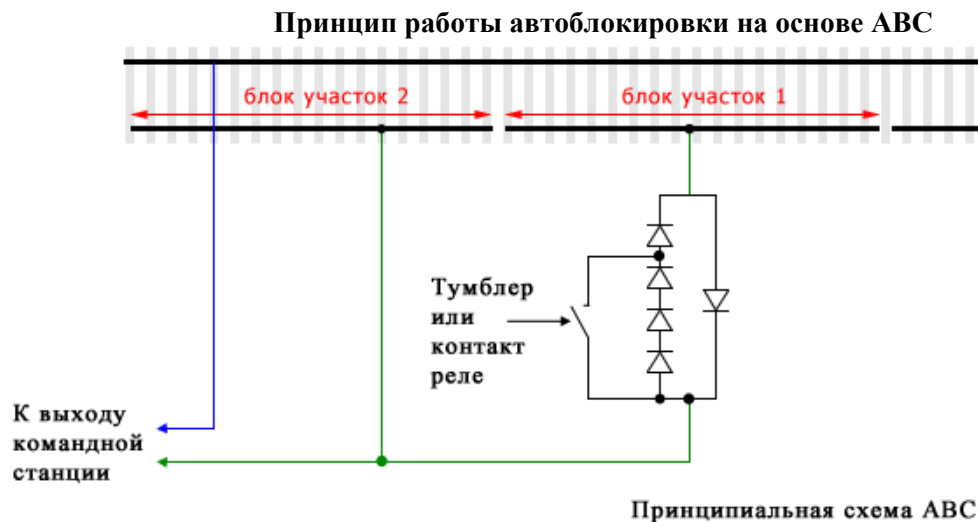 Принцип работы автоблокировки на основе АВС
блок участок 2
блок участок 1
Тумблер
или
контакт
реле
К выходу
командной
станции
Принципиальная схема АВС